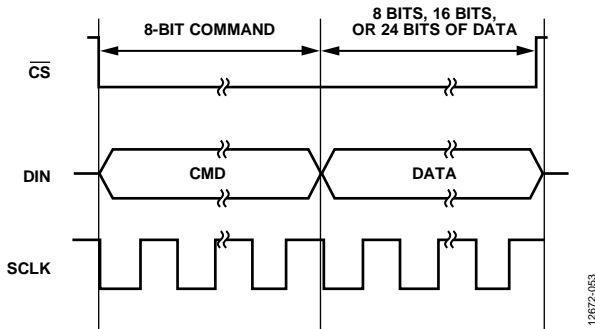 8-BIT COMMAND
8 BITS, 16 BITS,
OR 24 BITS OF DATA
CS
DIN
CMD
DATA
SCLK
12672-053